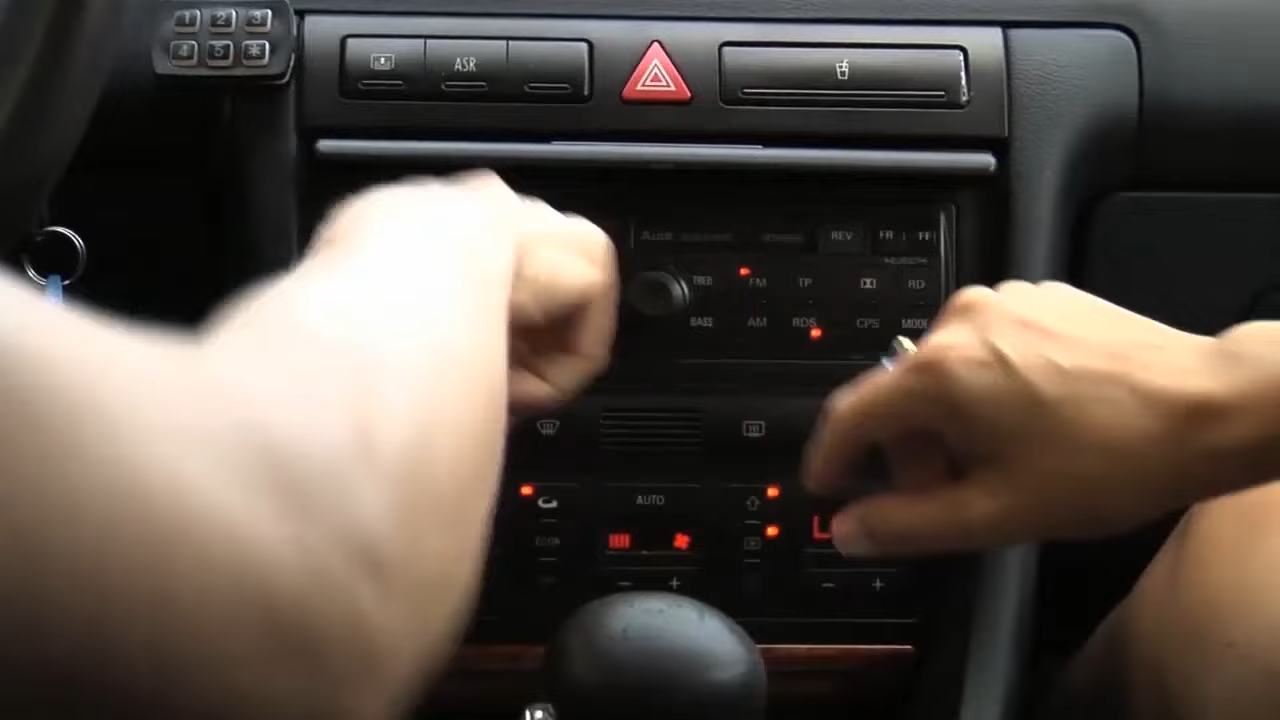 1 2 3
4 5 *
ASR
REV FR FF
TREB FM TP RD
BASS AM RDS CPS MODE
AUTO
ECON
- +
- +